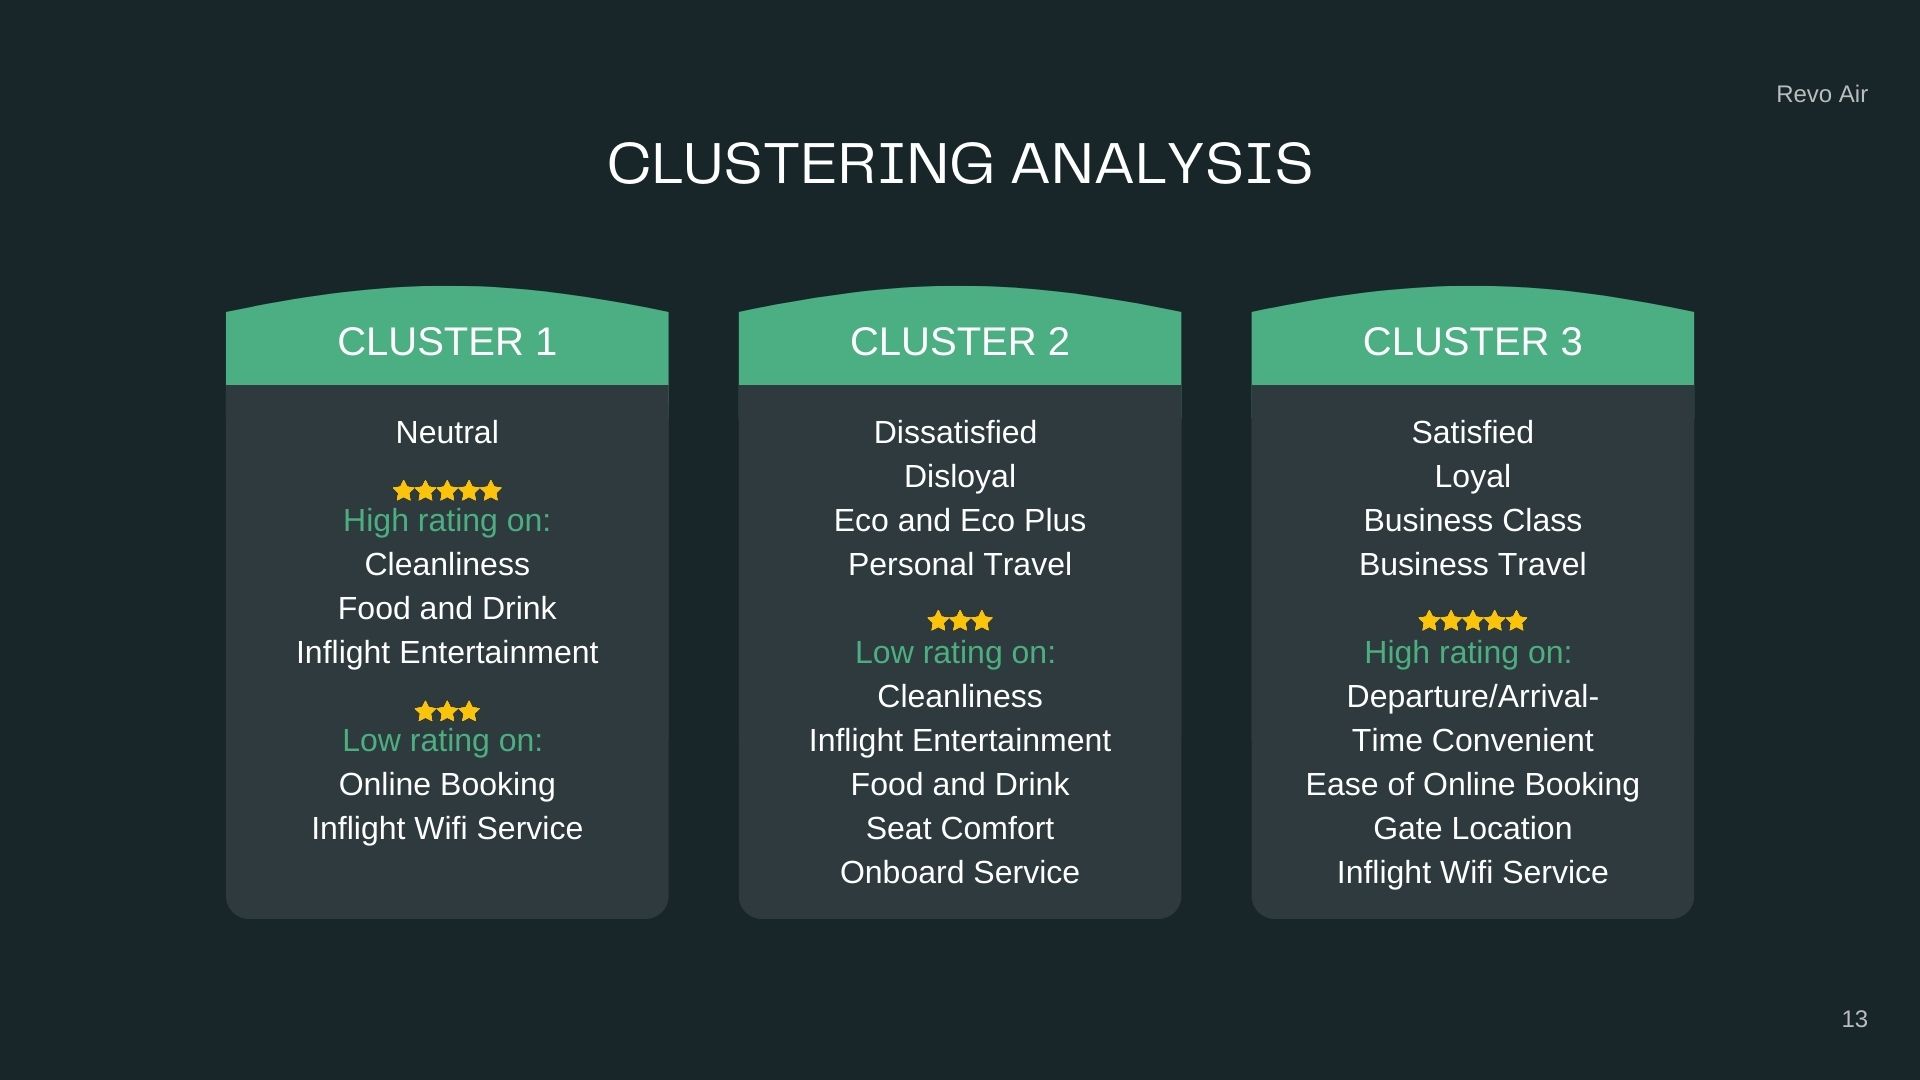 Revo Air
CLUSTERING ANALYSIS
CLUSTER 1
Neutral
High rating on:
Cleanliness
Food and Drink
Inflight Entertainment
Low rating on:
Online Booking
Inflight Wifi Service
CLUSTER 2
Dissatisfied
Disloyal
Eco and Eco Plus
Personal Travel
Low rating on:
Cleanliness
Inflight Entertainment
Food and Drink
Seat Comfort
Onboard Service
CLUSTER 3
Satisfied
Loyal
Business Class
Business Travel
High rating on:
Departure/Arrival-
Time Convenient
Ease of Online Booking
Gate Location
Inflight Wifi Service
13